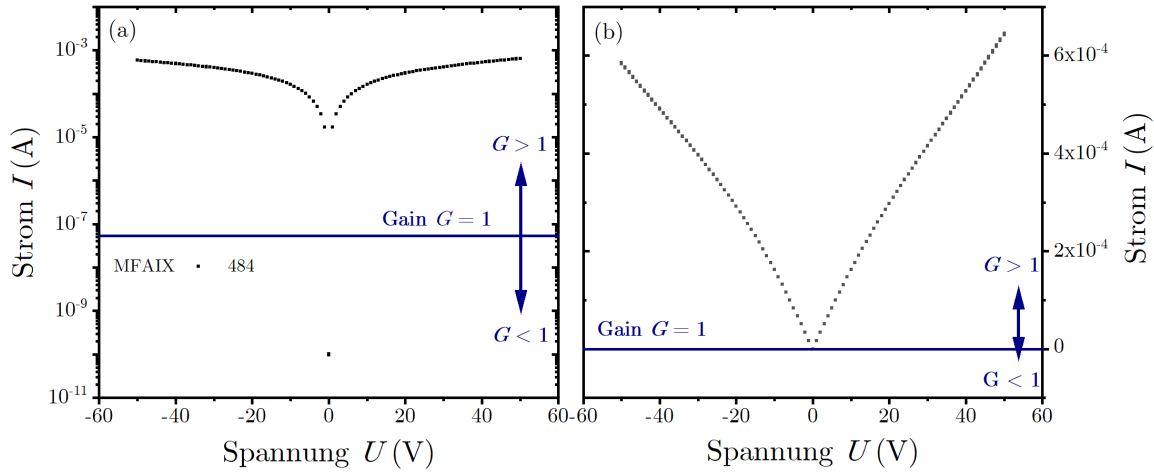 (a)
10⁻³
10⁻⁵
10⁻⁷
10⁻⁹
10⁻¹¹
Strom I (A)
G > 1
Gain G = 1
MFAIX 484
G < 1
-60 -40 -20 0 20 40 60
Spannung U (V)
(b)
6x10⁻⁴
4x10⁻⁴
2x10⁻⁴
0
Strom I (A)
G > 1
Gain G = 1
G < 1
-60 -40 -20 0 20 40 60
Spannung U (V)